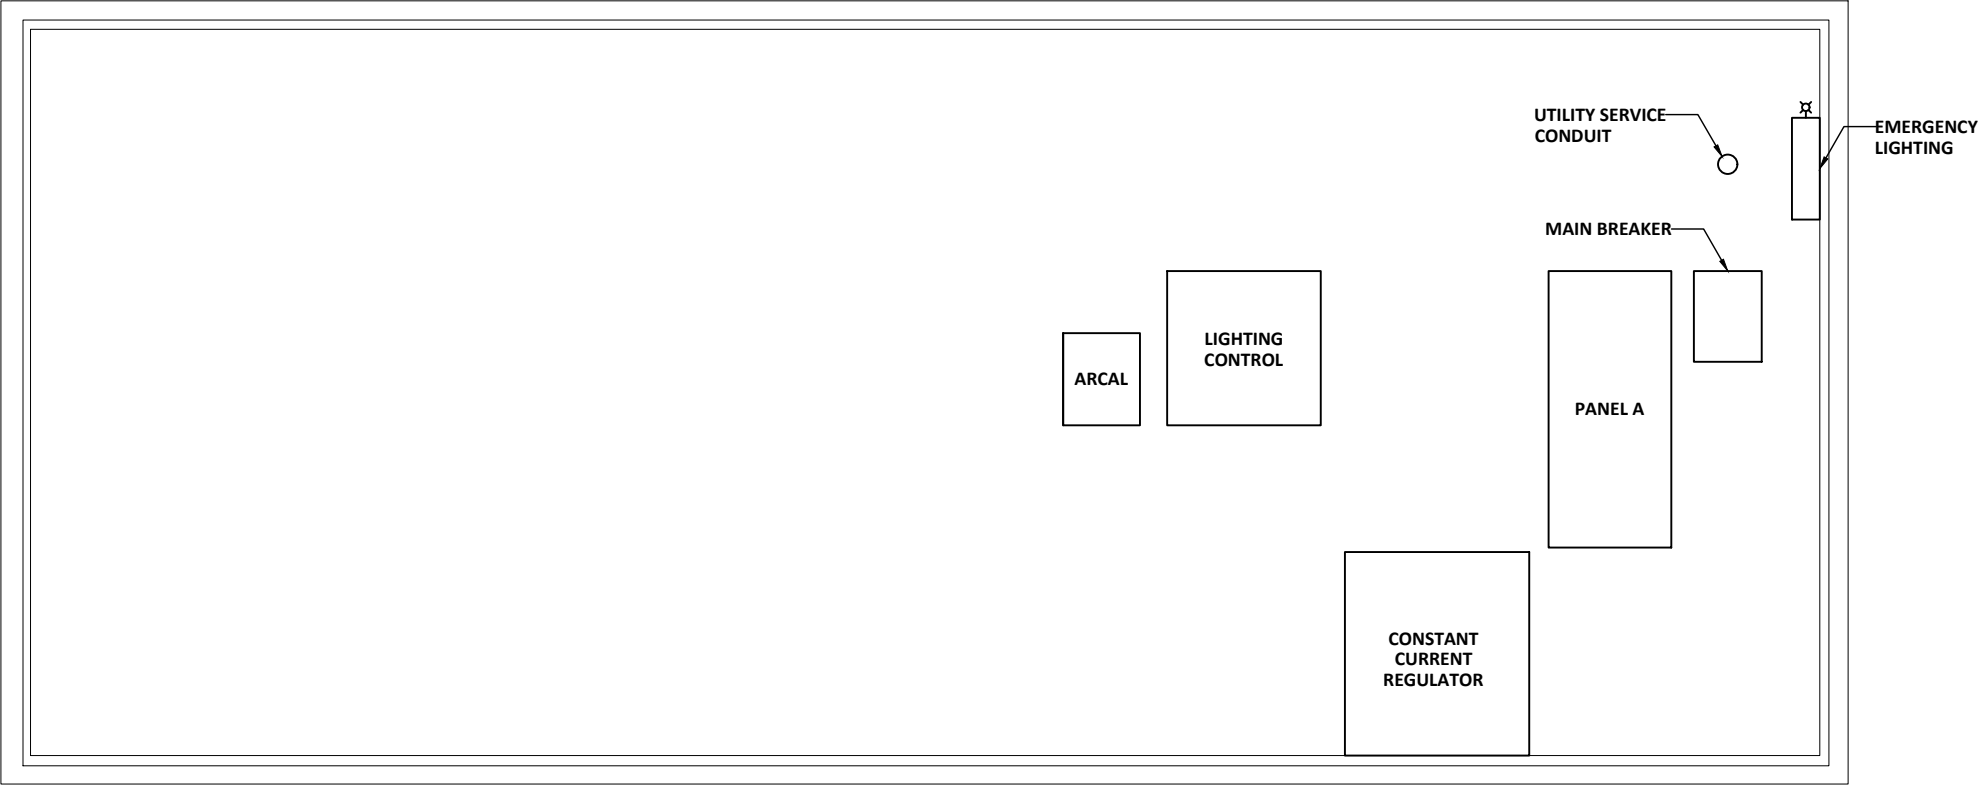 UTILITY SERVICE
CONDUIT
EMERGENCY
LIGHTING
MAIN BREAKER
LIGHTING
CONTROL
ARCAL
PANEL A
CONSTANT
CURRENT
REGULATOR